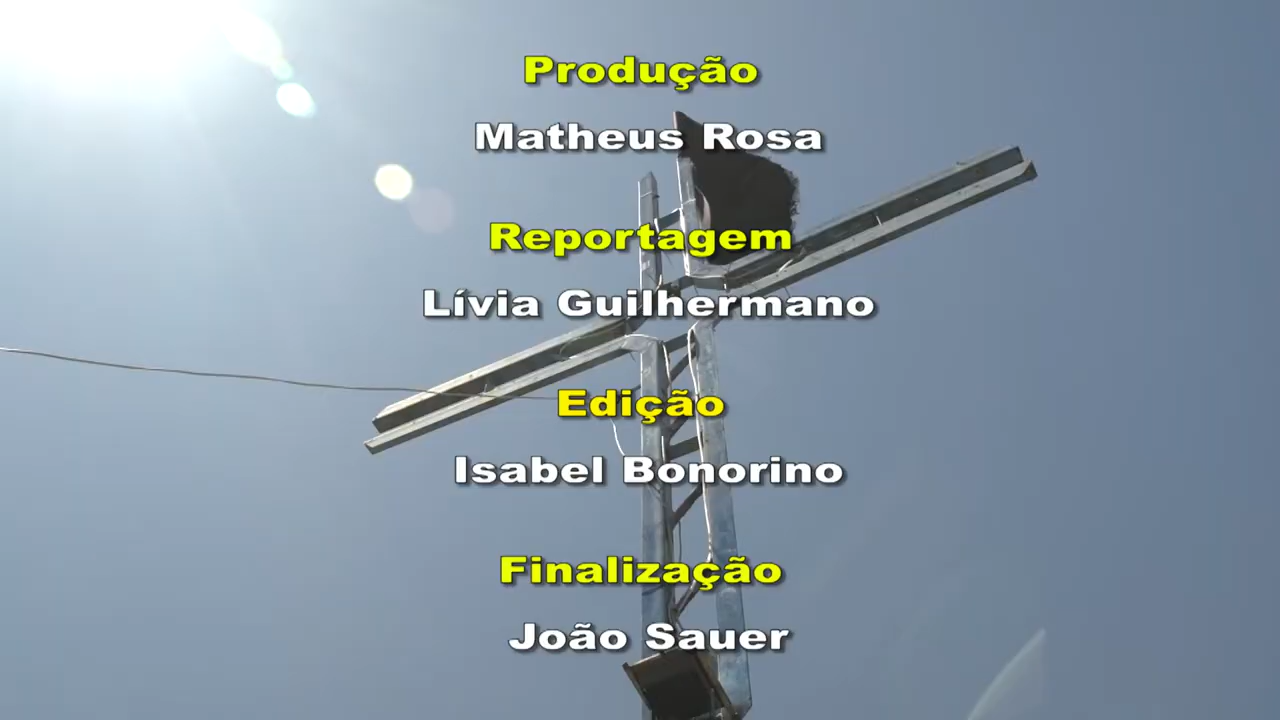 Produção
Matheus Rosa
Reportagem
Lívia Guilhermano
Edição
Isabel Bonorino
Finalização
João Sauer